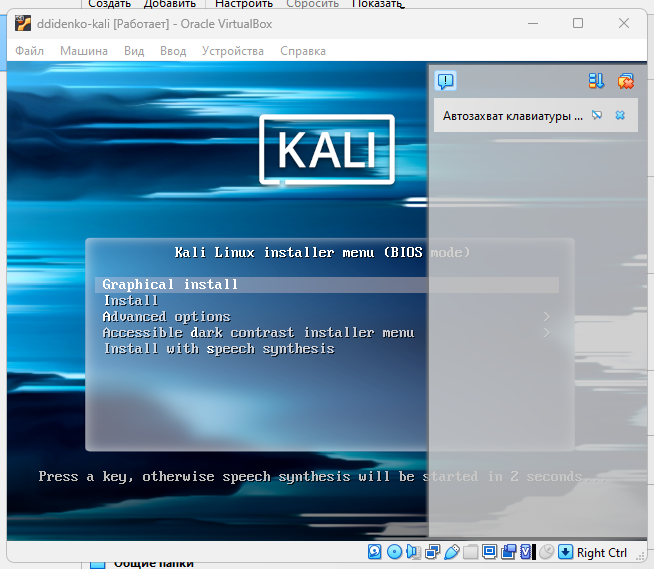 Создать Добавить Настроить Сбросить Показать
ddidenko-kali [Работает] - Oracle VirtualBox
Файл Машина Вид Ввод Устройства Справка
Автозахват клавиатуры ...
KALI
Kali Linux installer menu (BIOS mode)
Graphical install
Install
Advanced options
Accessible dark contrast installer menu
Install with speech synthesis
Press a key, otherwise speech synthesis will be started in 2 seconds...
Right Ctrl
Общие папки